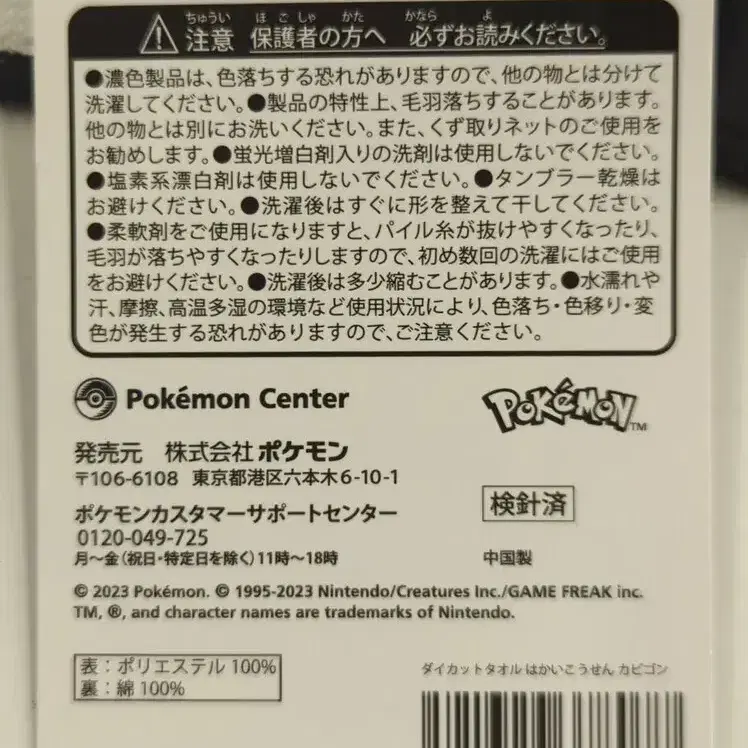 ちゅうい ほごしゃ かた かなら よ
注意 保護者の方へ 必ずお読みください。
●濃色製品は、色落ちする恐れがありますので、他の物とは分けて
洗濯してください。●製品の特性上、毛羽落ちすることがあります。
他の物とは別にお洗いください。また、くず取りネットのご使用を
お勧めします。●蛍光増白剤入りの洗剤は使用しないでください。
●塩素系漂白剤は使用しないでください。●タンブラー乾燥は
お避けください。●洗濯後はすぐに形を整えて干してください。
●柔軟剤をご使用になりますと、パイル糸が抜けやすくなったり、
毛羽が落ちやすくなったりしますので、初め数回の洗濯にはご使用
をお避けください。●洗濯後は多少縮むことがあります。●水濡れや
汗、摩擦、高温多湿の環境など使用状況により、色落ち・色移り・変
色が発生する恐れがありますので、ご注意ください。
Pokémon Center
POKéMON TM
発売元 株式会社ポケモン
〒106-6108 東京都港区六本木6-10-1
ポケモンカスタマーサポートセンター
0120-049-725
月～金(祝日・特定日を除く)11時～18時
検針済
中国製
© 2023 Pokémon. © 1995-2023 Nintendo/Creatures Inc./GAME FREAK inc.
TM, ®, and character names are trademarks of Nintendo.
表：ポリエステル 100%
裏：綿 100%
ダイカットタオル はかいこうせん カビゴン